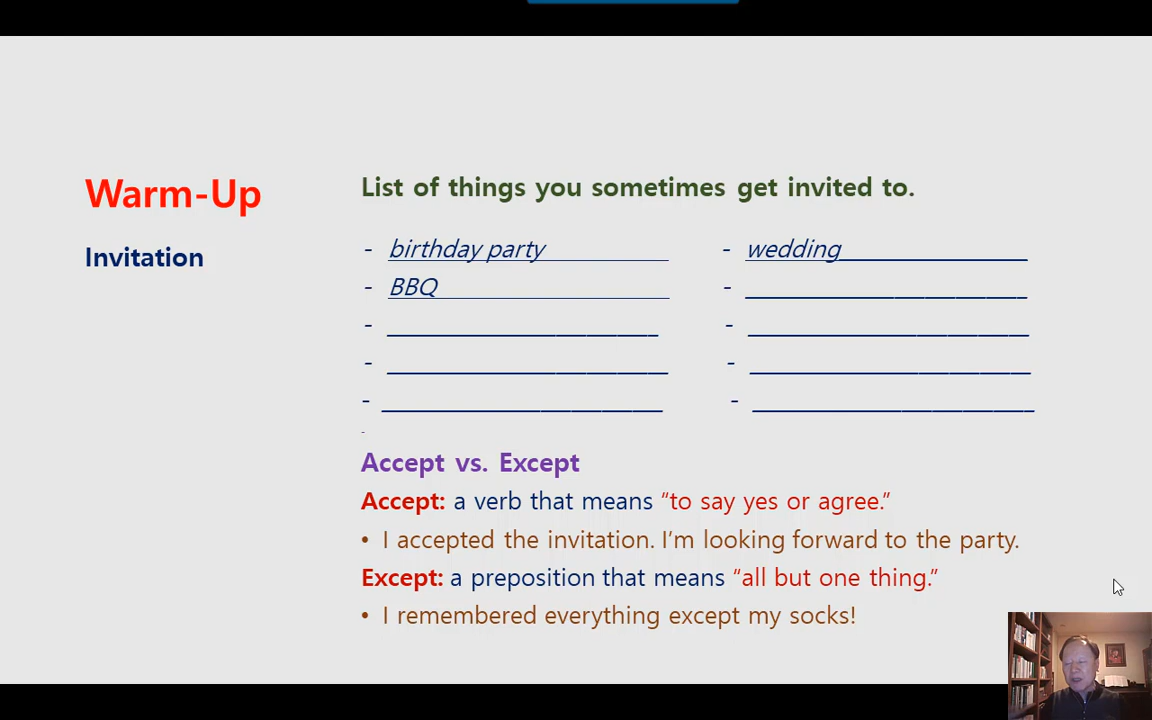 Warm-Up
Invitation
List of things you sometimes get invited to.
- birthday party
- wedding
- BBQ
-
-
-
-
-
-
-
-
Accept vs. Except
Accept: a verb that means “to say yes or agree.”
• I accepted the invitation. I’m looking forward to the party.
Except: a preposition that means “all but one thing.”
• I remembered everything except my socks!